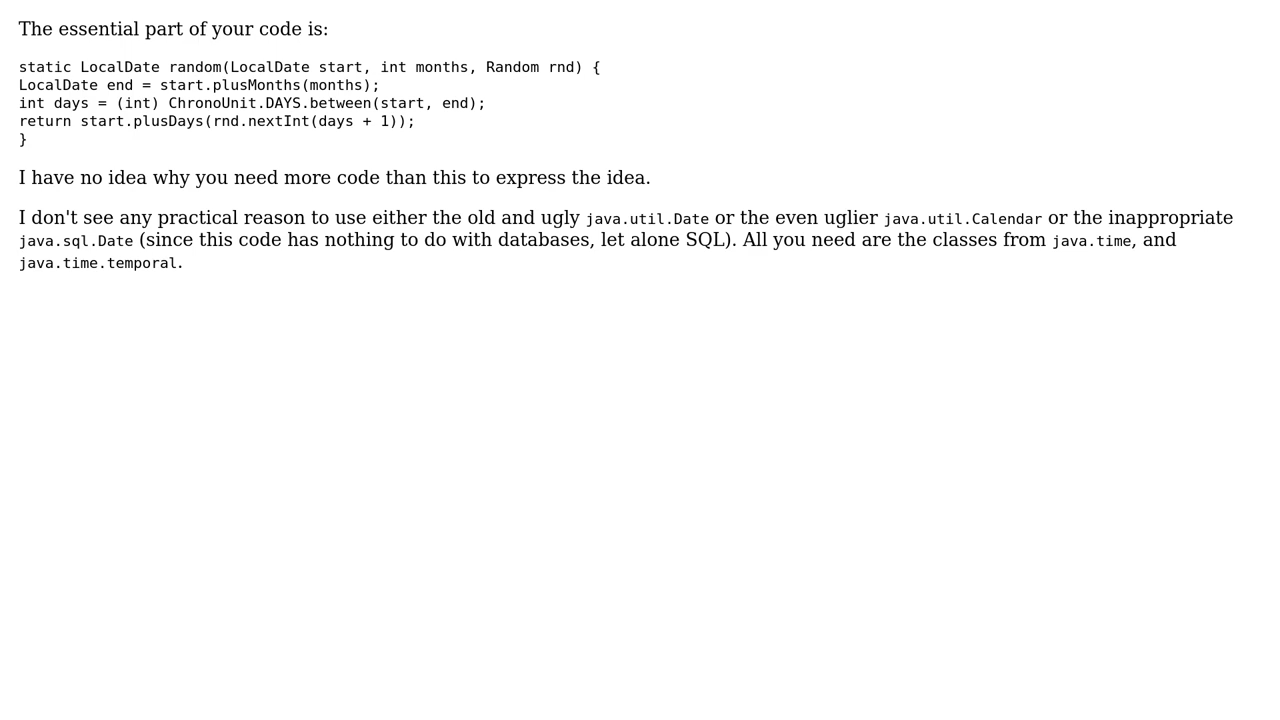 The essential part of your code is:
static LocalDate random(LocalDate start, int months, Random rnd) {
LocalDate end = start.plusMonths(months);
int days = (int) ChronoUnit.DAYS.between(start, end);
return start.plusDays(rnd.nextInt(days + 1));
}
I have no idea why you need more code than this to express the idea.
I don't see any practical reason to use either the old and ugly java.util.Date or the even uglier java.util.Calendar or the inappropriate
java.sql.Date (since this code has nothing to do with databases, let alone SQL). All you need are the classes from java.time, and
java.time.temporal.